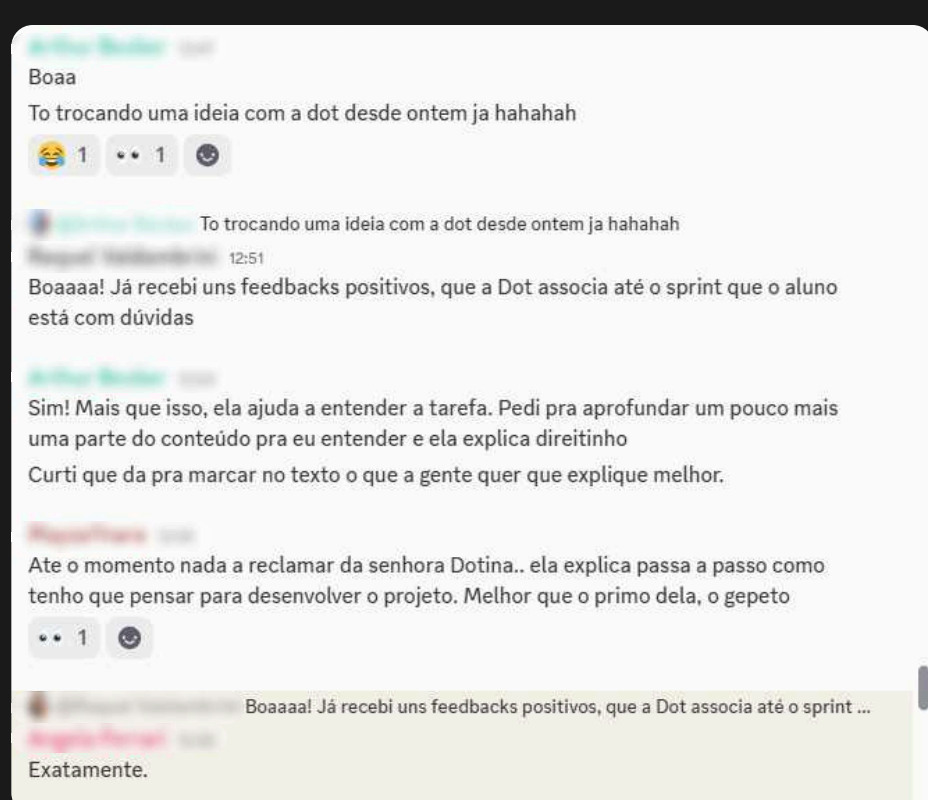 Boaa
To trocando uma ideia com a dot desde ontem ja hahahah
1 1
To trocando uma ideia com a dot desde ontem ja hahahah
12:51
Boaaaa! Já recebi uns feedbacks positivos, que a Dot associa até o sprint que o aluno
está com dúvidas
Sim! Mais que isso, ela ajuda a entender a tarefa. Pedi pra aprofundar um pouco mais
uma parte do conteúdo pra eu entender e ela explica direitinho
Curti que da pra marcar no texto o que a gente quer que explique melhor.
Ate o momento nada a reclamar da senhora Dotina.. ela explica passa a passo como
tenho que pensar para desenvolver o projeto. Melhor que o primo dela, o gepeto
1
Boaaaa! Já recebi uns feedbacks positivos, que a Dot associa até o sprint ...
Exatamente.